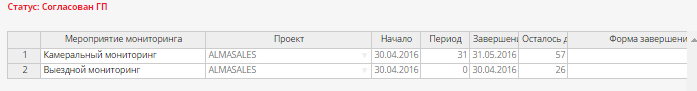 Статус: Согласован ГП
Мероприятие мониторинга Проект Начало Период Завершени Осталось д Форма завершени
1 Камеральный мониторинг ALMASALES 30.04.2016 31 31.05.2016 57
2 Выездной мониторинг ALMASALES 30.04.2016 0 30.04.2016 26